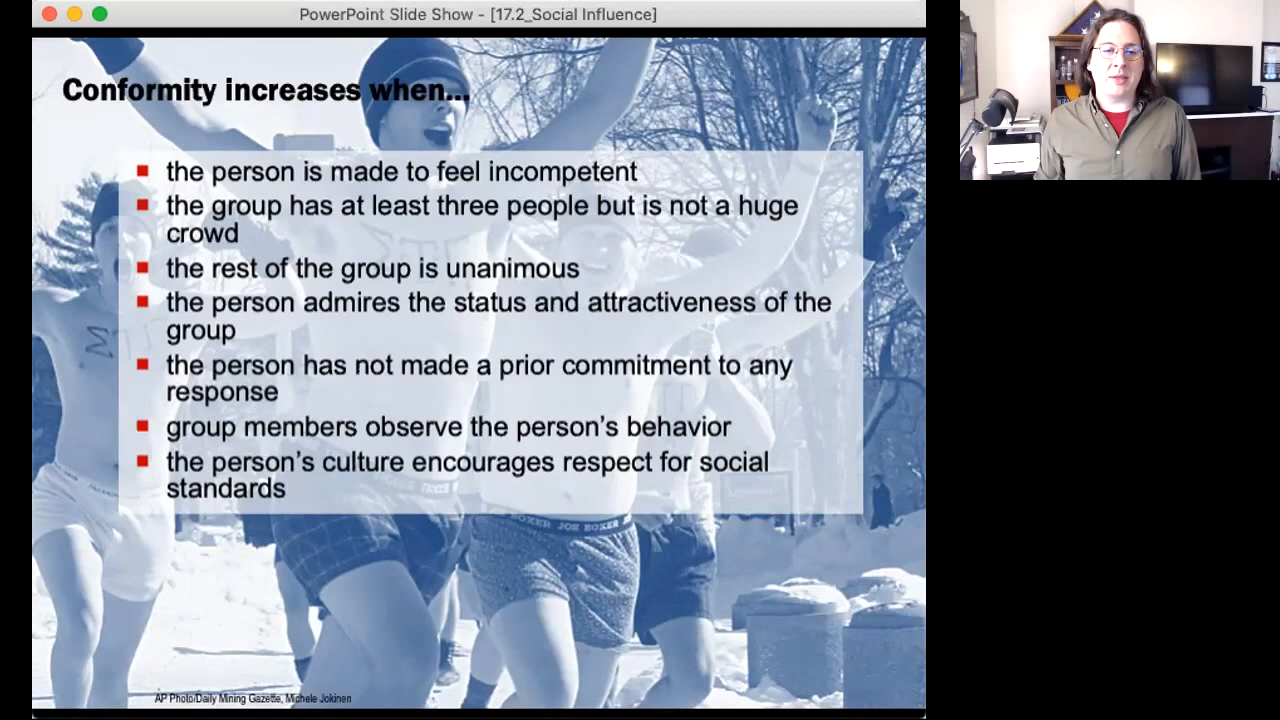 PowerPoint Slide Show - [17.2_Social Influence]
Conformity increases when...
the person is made to feel incompetent
the group has at least three people but is not a huge
crowd
the rest of the group is unanimous
the person admires the status and attractiveness of the
group
the person has not made a prior commitment to any
response
group members observe the person’s behavior
the person’s culture encourages respect for social
standards
BOXER JOE BOXER
AP Photo/Daily Mining Gazette, Michele Jokinen